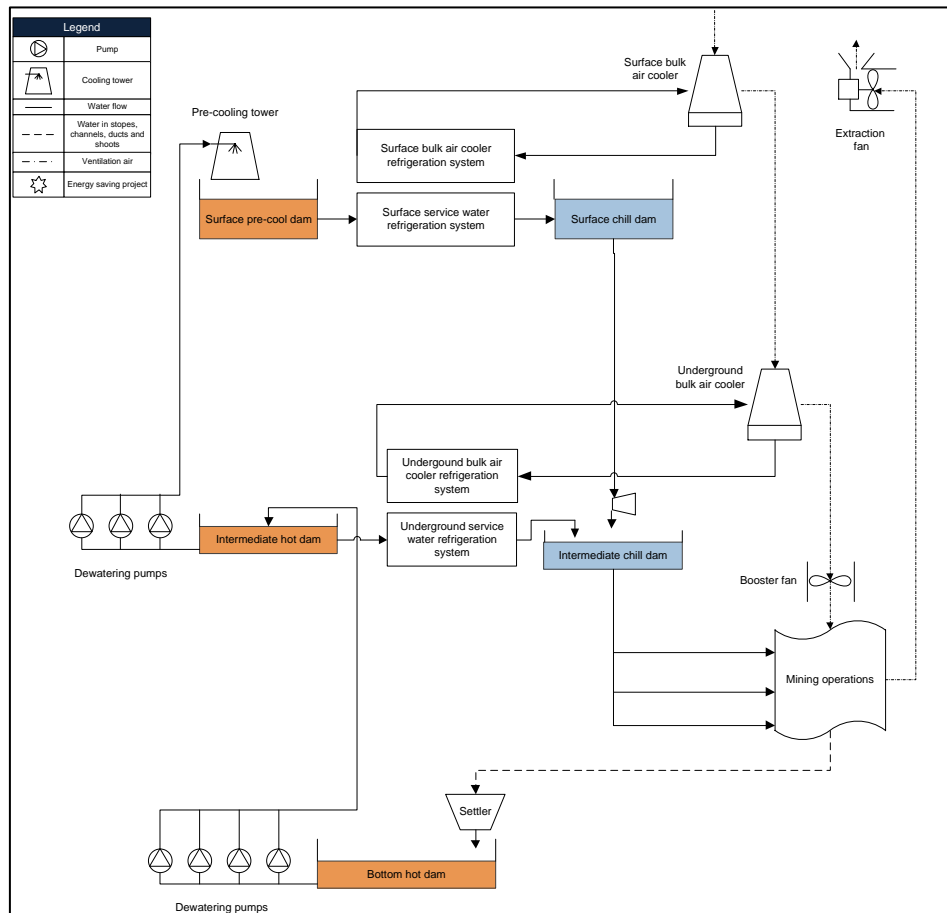 Legend
Pump
Cooling tower
Water flow
Water in stopes,
channels, ducts and
shoots
Ventilation air
Energy saving project
Surface bulk
air cooler
Extraction
fan
Pre-cooling tower
Surface bulk air cooler
refrigeration system
Surface pre-cool dam
Surface service water
refrigeration system
Surface chill dam
Underground
bulk air cooler
Undergound bulk air
cooler refrigeration
system
Intermediate hot dam
Underground service
water refrigeration
system
Intermediate chill dam
Dewatering pumps
Booster fan
Mining operations
Settler
Bottom hot dam
Dewatering pumps